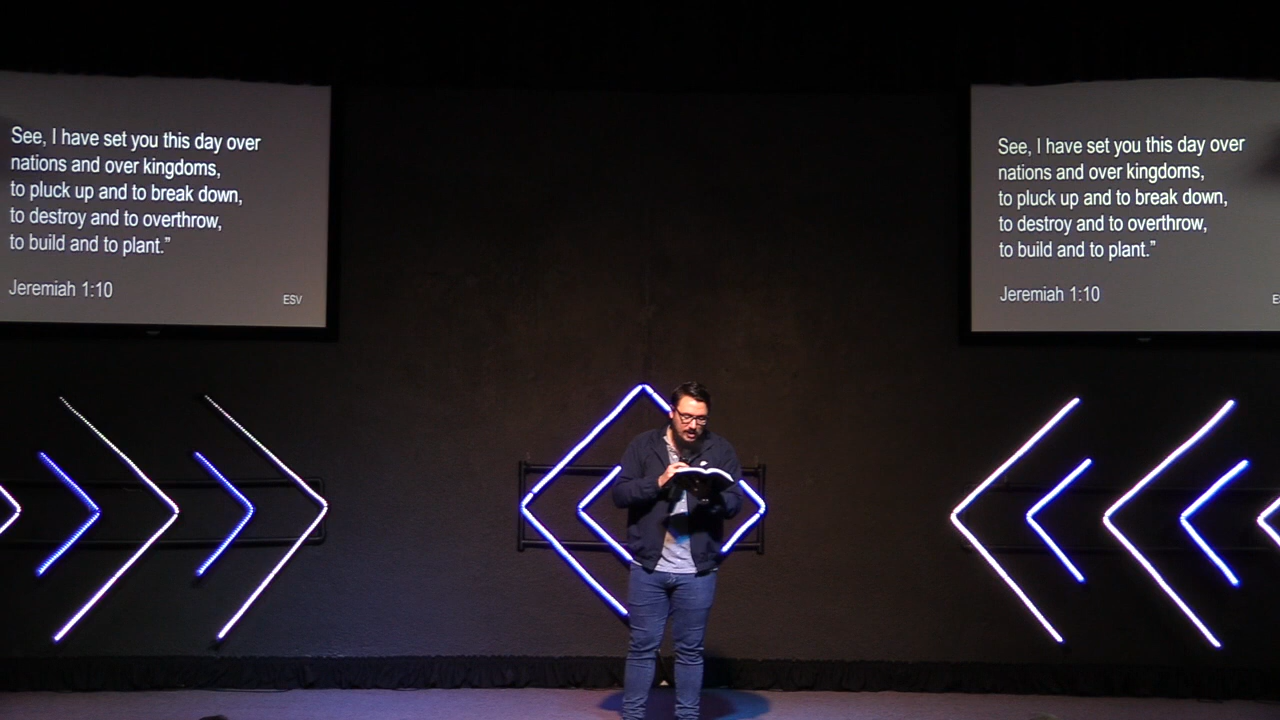 See, I have set you this day over
nations and over kingdoms,
to pluck up and to break down,
to destroy and to overthrow,
to build and to plant.”
Jeremiah 1:10
ESV
See, I have set you this day over
nations and over kingdoms,
to pluck up and to break down,
to destroy and to overthrow,
to build and to plant.”
Jeremiah 1:10